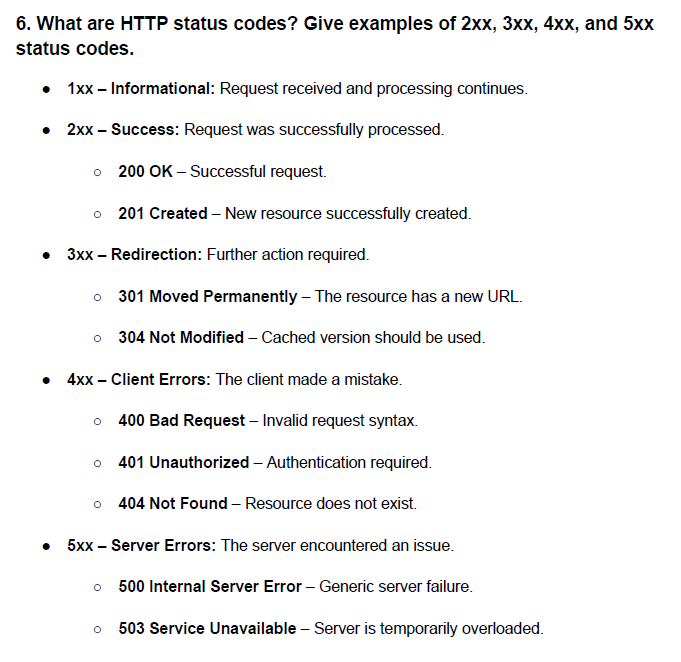 6. What are HTTP status codes? Give examples of 2xx, 3xx, 4xx, and 5xx
status codes.
● 1xx – Informational: Request received and processing continues.
● 2xx – Success: Request was successfully processed.
○ 200 OK – Successful request.
○ 201 Created – New resource successfully created.
● 3xx – Redirection: Further action required.
○ 301 Moved Permanently – The resource has a new URL.
○ 304 Not Modified – Cached version should be used.
● 4xx – Client Errors: The client made a mistake.
○ 400 Bad Request – Invalid request syntax.
○ 401 Unauthorized – Authentication required.
○ 404 Not Found – Resource does not exist.
● 5xx – Server Errors: The server encountered an issue.
○ 500 Internal Server Error – Generic server failure.
○ 503 Service Unavailable – Server is temporarily overloaded.